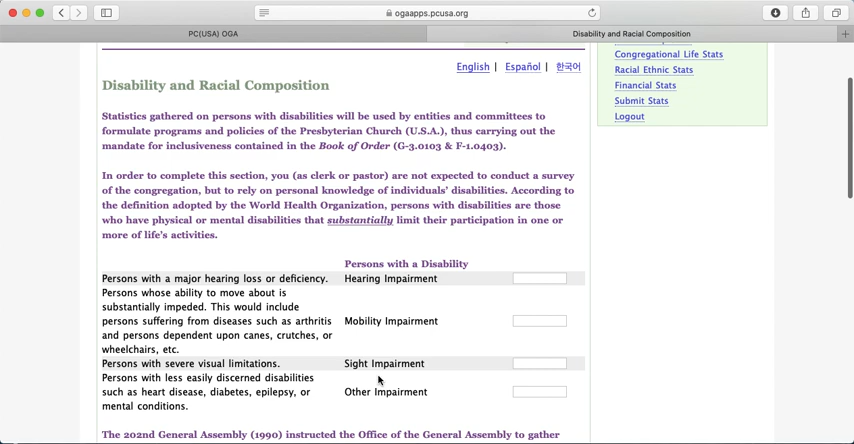 ogaapps.pcusa.org
PC(USA) OGA
Disability and Racial Composition
Congregational Life Stats
Racial Ethnic Stats
Financial Stats
Submit Stats
Logout
English | Español | 한국어
Disability and Racial Composition
Statistics gathered on persons with disabilities will be used by entities and committees to
formulate programs and policies of the Presbyterian Church (U.S.A.), thus carrying out the
mandate for inclusiveness contained in the Book of Order (G-3.0103 & F-1.0403).
In order to complete this section, you (as clerk or pastor) are not expected to conduct a survey
of the congregation, but to rely on personal knowledge of individuals' disabilities. According to
the definition adopted by the World Health Organization, persons with disabilities are those
who have physical or mental disabilities that substantially limit their participation in one or
more of life's activities.
Persons with a Disability
Persons with a major hearing loss or deficiency. Hearing Impairment
Persons whose ability to move about is
substantially impeded. This would include
persons suffering from diseases such as arthritis Mobility Impairment
and persons dependent upon canes, crutches, or
wheelchairs, etc.
Persons with severe visual limitations. Sight Impairment
Persons with less easily discerned disabilities
such as heart disease, diabetes, epilepsy, or Other Impairment
mental conditions.
The 202nd General Assembly (1990) instructed the Office of the General Assembly to gather